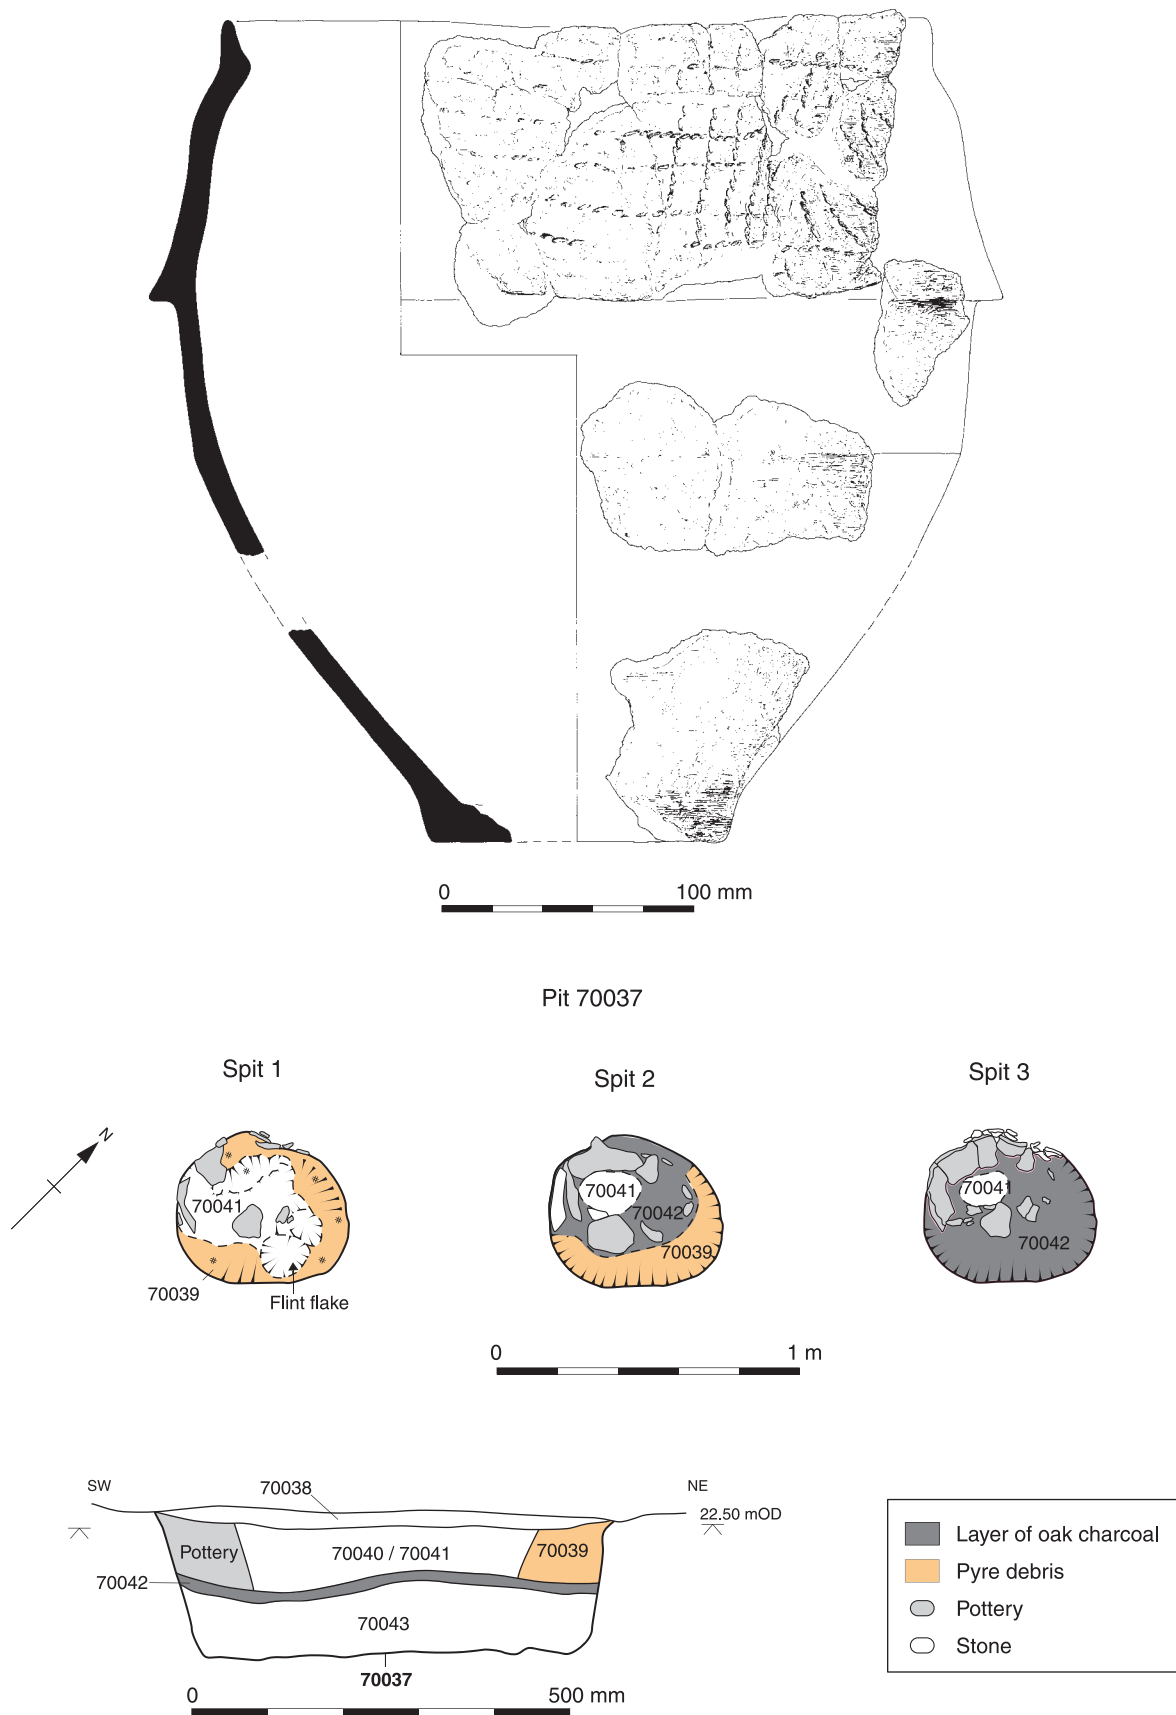 0 100 mm
Pit 70037
Spit 1
Spit 2
Spit 3
N
70041
70039
Flint flake
70041
70042
70039
70041
70042
0 1 m
SW
NE
70038
22.50 mOD
Pottery
70040 / 70041
70039
70042
70043
70037
0 500 mm
Layer of oak charcoal
Pyre debris
Pottery
Stone